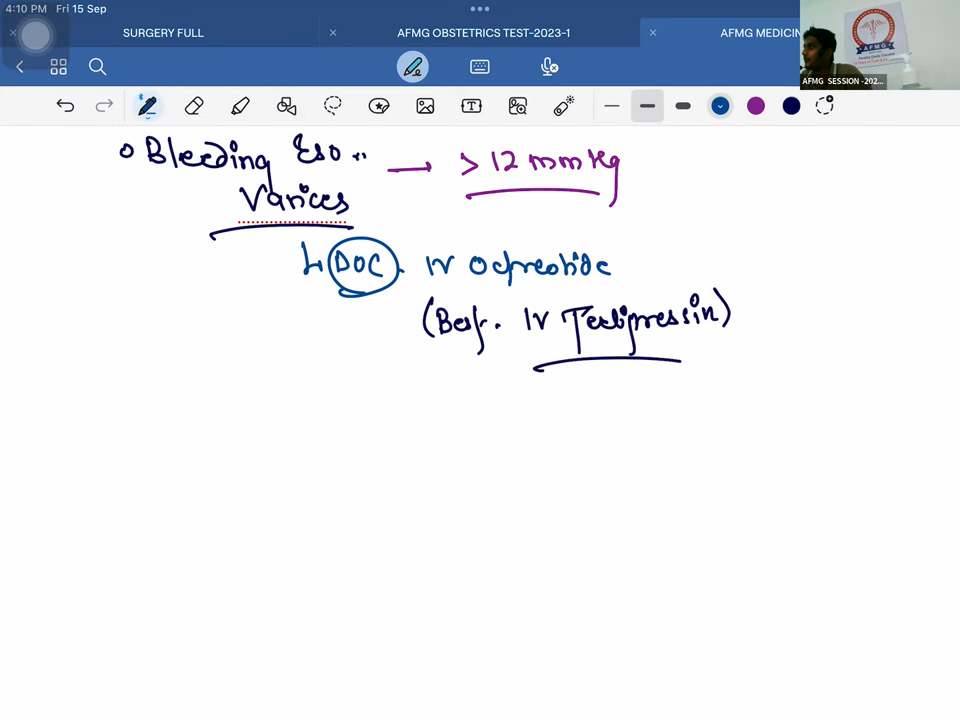 4:10 PM Fri 15 Sep
SURGERY FULL
AFMG OBSTETRICS TEST-2023-1
AFMG MEDICIN
AFMG
AFMG SESSION -202...
• Bleeding Eso..
Varices
→ > 12 mmHg
↳ DOC. IV Octreotide
(Best. IV Terlipressin)